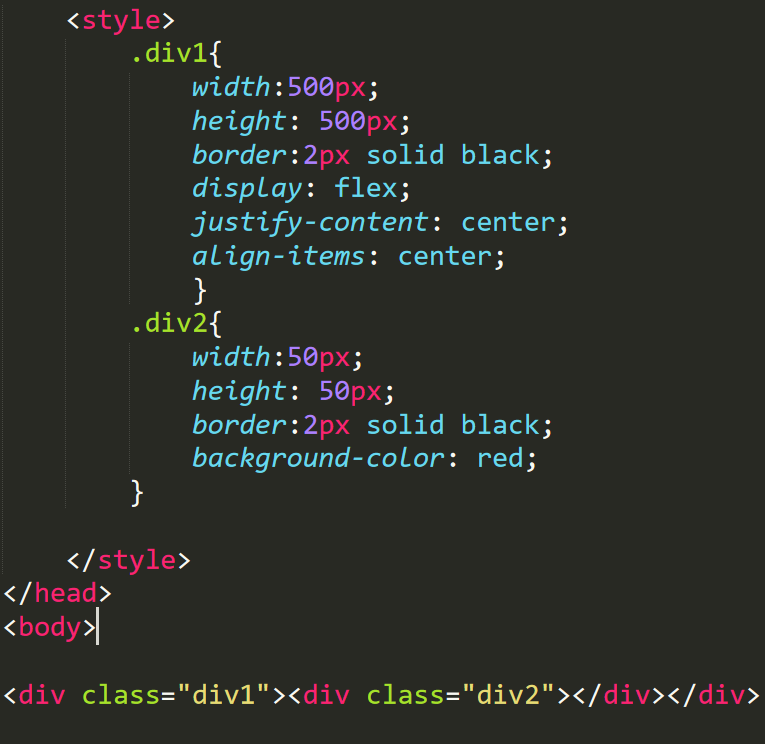 <style>
.div1{
width:500px;
height: 500px;
border:2px solid black;
display: flex;
justify-content: center;
align-items: center;
}
.div2{
width:50px;
height: 50px;
border:2px solid black;
background-color: red;
}
</style>
</head>
<body>
<div class="div1"><div class="div2"></div></div>